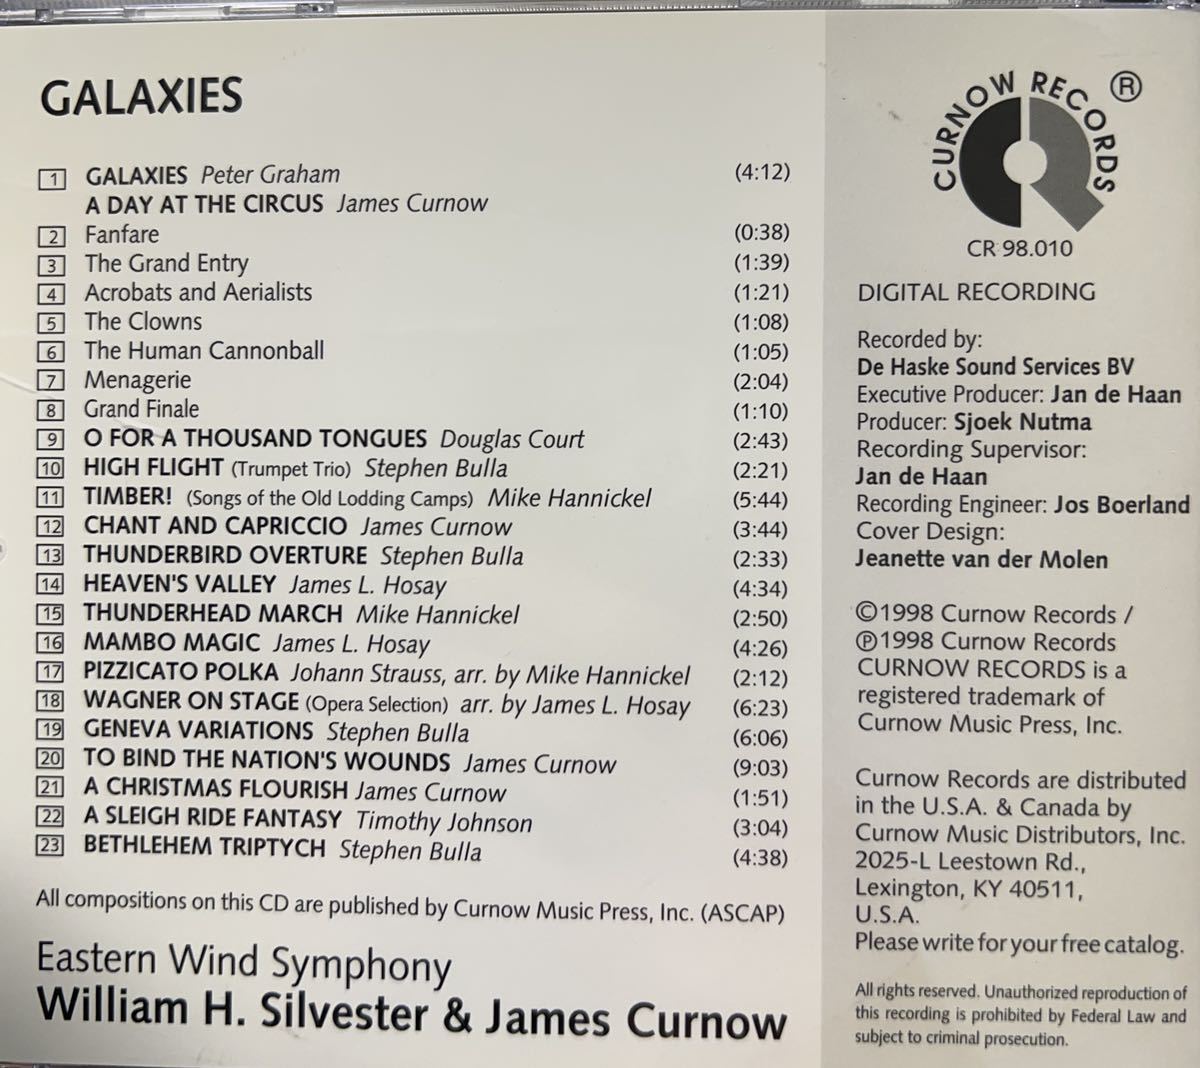 GALAXIES
1 GALAXIES Peter Graham (4:12)
A DAY AT THE CIRCUS James Curnow
2 Fanfare (0:38)
3 The Grand Entry (1:39)
4 Acrobats and Aerialists (1:21)
5 The Clowns (1:08)
6 The Human Cannonball (1:05)
7 Menagerie (2:04)
8 Grand Finale (1:10)
9 O FOR A THOUSAND TONGUES Douglas Court (2:43)
10 HIGH FLIGHT (Trumpet Trio) Stephen Bulla (2:21)
11 TIMBER! (Songs of the Old Lodding Camps) Mike Hannickel (5:44)
12 CHANT AND CAPRICCIO James Curnow (3:44)
13 THUNDERBIRD OVERTURE Stephen Bulla (2:33)
14 HEAVEN'S VALLEY James L. Hosay (4:34)
15 THUNDERHEAD MARCH Mike Hannickel (2:50)
16 MAMBO MAGIC James L. Hosay (4:26)
17 PIZZICATO POLKA Johann Strauss, arr. by Mike Hannickel (2:12)
18 WAGNER ON STAGE (Opera Selection) arr. by James L. Hosay (6:23)
19 GENEVA VARIATIONS Stephen Bulla (6:06)
20 TO BIND THE NATION'S WOUNDS James Curnow (9:03)
21 A CHRISTMAS FLOURISH James Curnow (1:51)
22 A SLEIGH RIDE FANTASY Timothy Johnson (3:04)
23 BETHLEHEM TRIPTYCH Stephen Bulla (4:38)
All compositions on this CD are published by Curnow Music Press, Inc. (ASCAP)
Eastern Wind Symphony
William H. Silvester & James Curnow
CURNOW RECORDS ®
CR 98.010
DIGITAL RECORDING
Recorded by:
De Haske Sound Services BV
Executive Producer: Jan de Haan
Producer: Sjoek Nutma
Recording Supervisor:
Jan de Haan
Recording Engineer: Jos Boerland
Cover Design:
Jeanette van der Molen
©1998 Curnow Records /
℗1998 Curnow Records
CURNOW RECORDS is a
registered trademark of
Curnow Music Press, Inc.
Curnow Records are distributed
in the U.S.A. & Canada by
Curnow Music Distributors, Inc.
2025-L Leestown Rd.,
Lexington, KY 40511,
U.S.A.
Please write for your free catalog.
All rights reserved. Unauthorized reproduction of
this recording is prohibited by Federal Law and
subject to criminal prosecution.